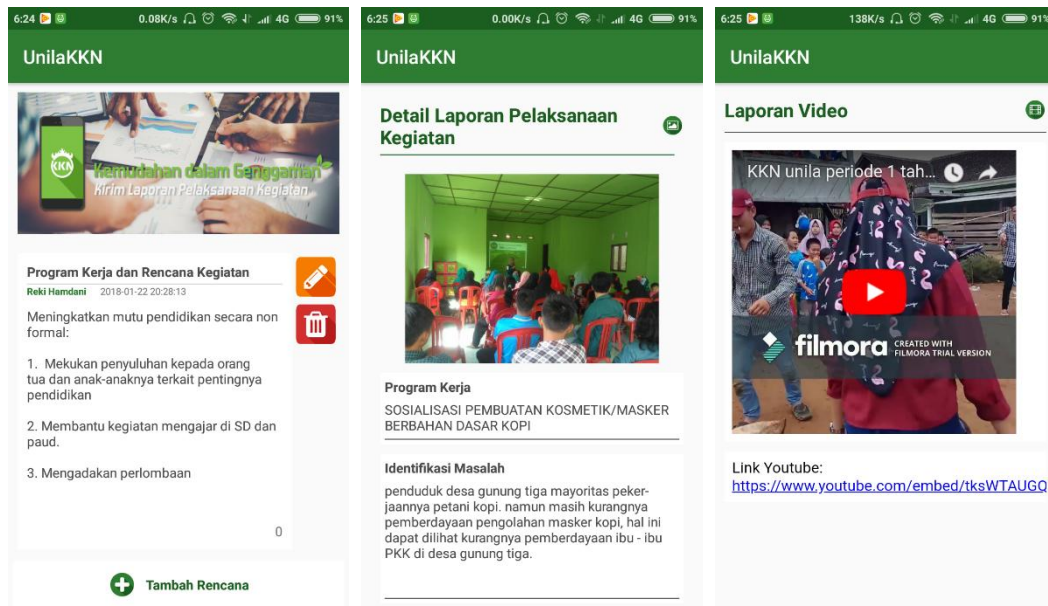 6:24
0.08K/s
4G
91%
UnilaKKN
KKN
Kemudahan dalam Genggaman
Kirim Laporan Pelaksanaan Kegiatan
Program Kerja dan Rencana Kegiatan
Reki Hamdani 2018-01-22 20:28:13
Meningkatkan mutu pendidikan secara non
formal:
1. Mekukan penyuluhan kepada orang
tua dan anak-anaknya terkait pentingnya
pendidikan
2. Membantu kegiatan mengajar di SD dan
paud.
3. Mengadakan perlombaan
0
Tambah Rencana
6:25
0.00K/s
4G
91%
UnilaKKN
Detail Laporan Pelaksanaan
Kegiatan
Program Kerja
SOSIALISASI PEMBUATAN KOSMETIK/MASKER
BERBAHAN DASAR KOPI
Identifikasi Masalah
penduduk desa gunung tiga mayoritas peker-
jaannya petani kopi. namun masih kurangnya
pemberdayaan pengolahan masker kopi, hal ini
dapat dilihat kurangnya pemberdayaan ibu - ibu
PKK di desa gunung tiga.
6:25
138K/s
4G
91%
UnilaKKN
Laporan Video
KKN unila periode 1 tah...
filmora
CREATED WITH
FILMORA TRIAL VERSION
Link Youtube:
https://www.youtube.com/embed/tksWTAUGQ